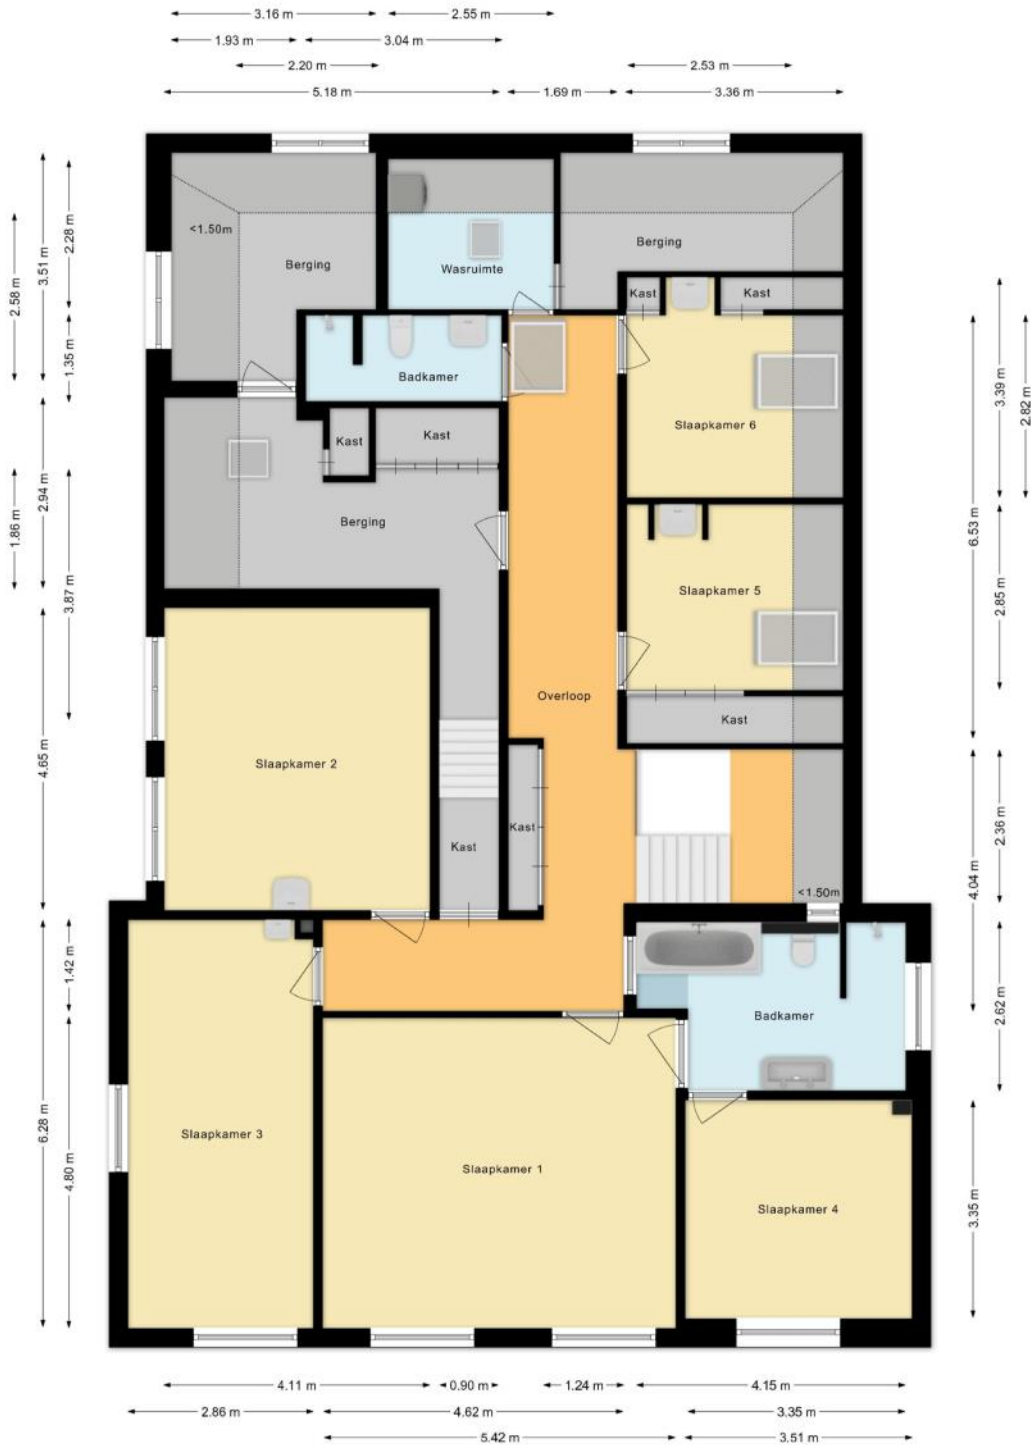 3.16 m
2.55 m
1.93 m
3.04 m
2.20 m
2.53 m
5.18 m
1.69 m
3.36 m
<1.50m
Berging
Wasruimte
Berging
Kast
Kast
Badkamer
Slaapkamer 6
Kast
Kast
Berging
Slaapkamer 5
Overloop
Kast
Slaapkamer 2
Kast
Kast
<1.50m
Badkamer
Slaapkamer 3
Slaapkamer 1
Slaapkamer 4
2.58 m
3.51 m
2.28 m
1.35 m
1.86 m
2.94 m
3.87 m
4.65 m
1.42 m
6.28 m
4.80 m
3.39 m
2.82 m
6.53 m
2.85 m
2.36 m
4.04 m
2.62 m
3.35 m
4.11 m
0.90 m
1.24 m
4.15 m
2.86 m
4.62 m
3.35 m
5.42 m
3.51 m